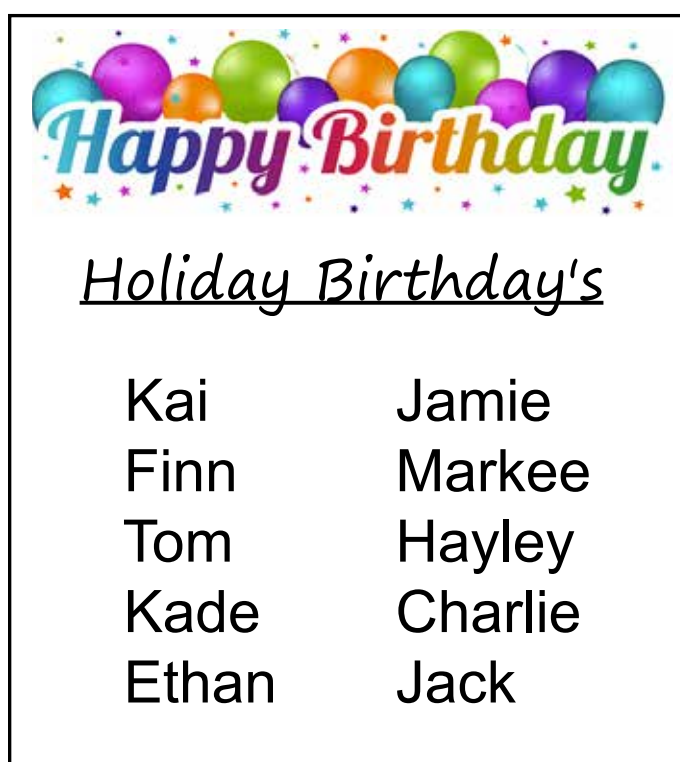 Happy Birthday
Holiday Birthday's
Kai Jamie
Finn Markee
Tom Hayley
Kade Charlie
Ethan Jack